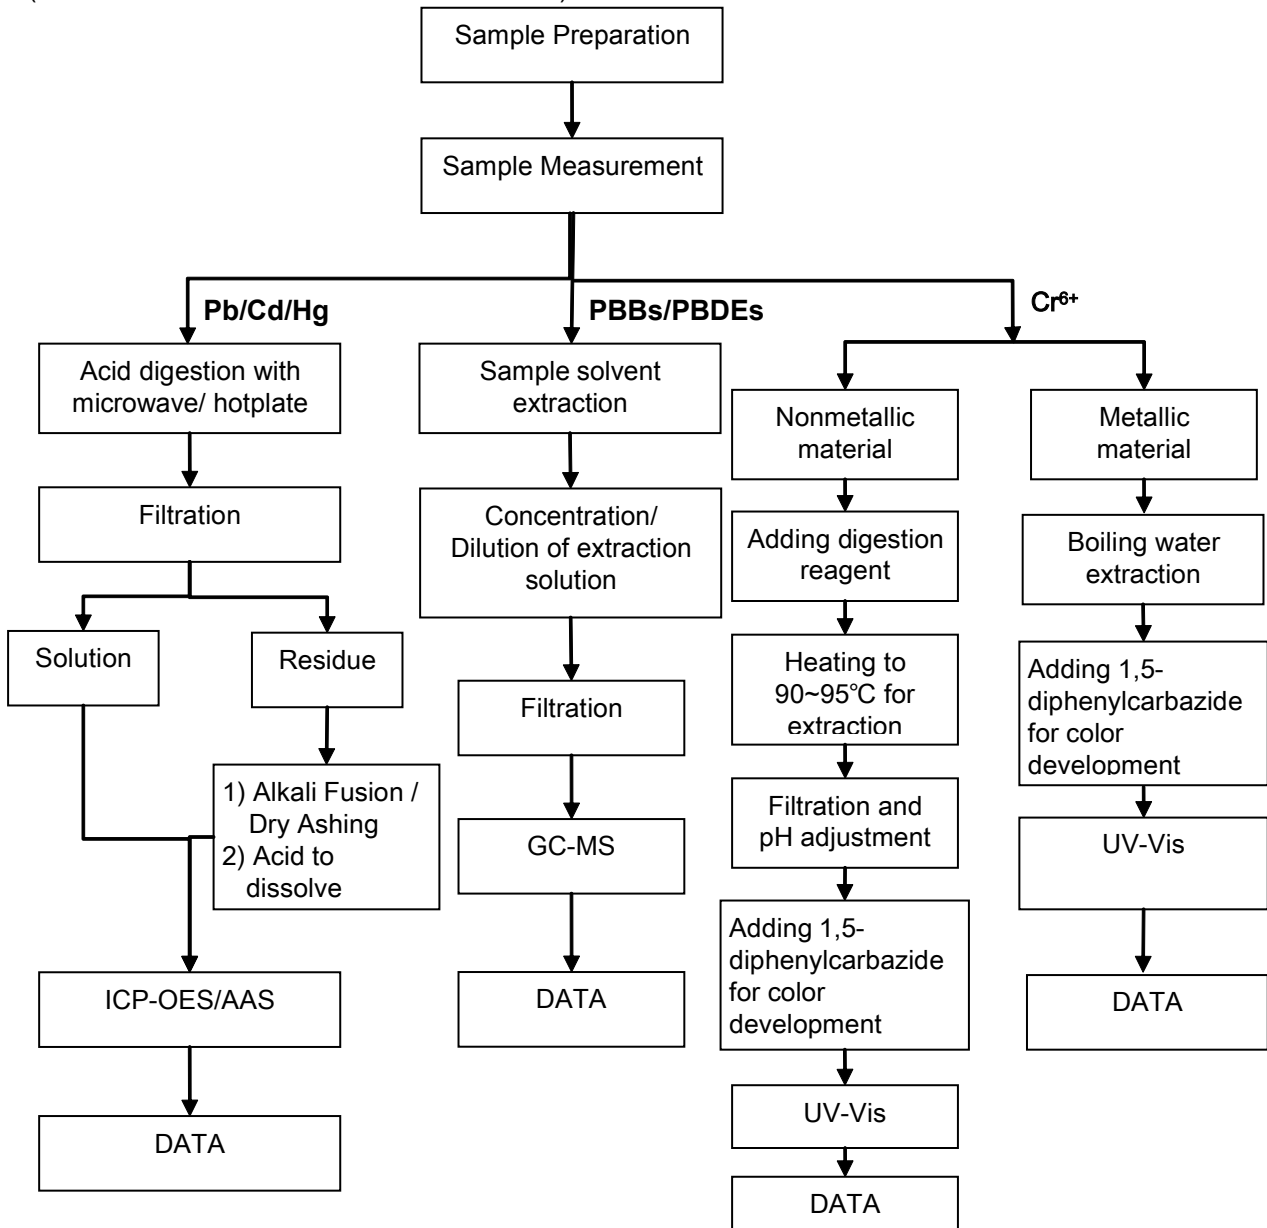 Sample Preparation
Sample Measurement
Pb/Cd/Hg
PBBs/PBDEs
Cr⁶⁺
Acid digestion with
microwave/ hotplate
Filtration
Solution
Residue
1) Alkali Fusion /
Dry Ashing
2) Acid to
dissolve
ICP-OES/AAS
DATA
Sample solvent
extraction
Concentration/
Dilution of extraction
solution
Filtration
GC-MS
DATA
Nonmetallic
material
Adding digestion
reagent
Heating to
90~95℃ for
extraction
Filtration and
pH adjustment
Adding 1,5-
diphenylcarbazide
for color
development
UV-Vis
DATA
Metallic
material
Boiling water
extraction
Adding 1,5-
diphenylcarbazide
for color
development
UV-Vis
DATA